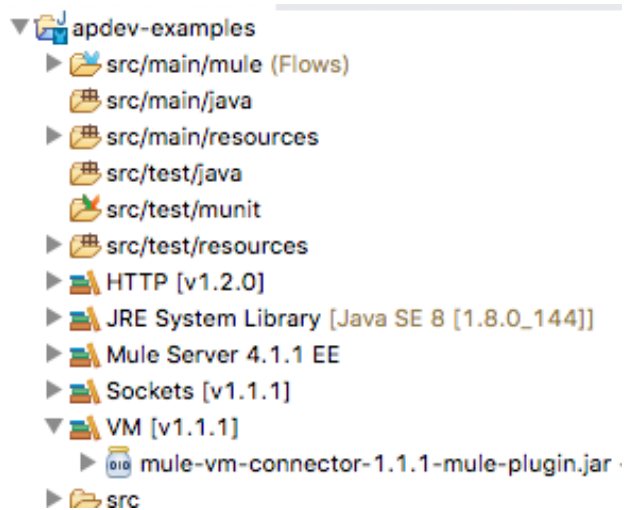 apdev-examples
src/main/mule (Flows)
src/main/java
src/main/resources
src/test/java
src/test/munit
src/test/resources
HTTP [v1.2.0]
JRE System Library [Java SE 8 [1.8.0_144]]
Mule Server 4.1.1 EE
Sockets [v1.1.1]
VM [v1.1.1]
010 mule-vm-connector-1.1.1-mule-plugin.jar -
src